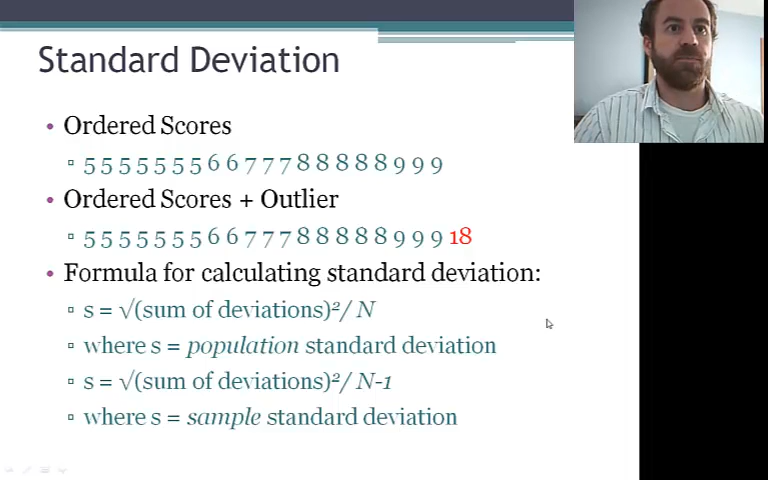 Standard Deviation
• Ordered Scores
▫ 5 5 5 5 5 5 5 6 6 7 7 7 8 8 8 8 8 9 9 9
• Ordered Scores + Outlier
▫ 5 5 5 5 5 5 5 6 6 7 7 7 8 8 8 8 8 9 9 9 18
• Formula for calculating standard deviation:
▫ s = √(sum of deviations)²/ N
▫ where s = population standard deviation
▫ s = √(sum of deviations)²/ N-1
▫ where s = sample standard deviation